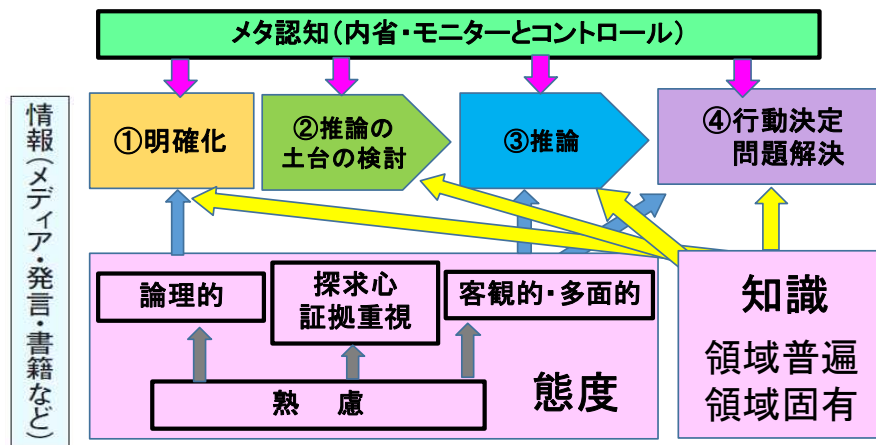 メタ認知（内省・モニターとコントロール）
情報（メディア・発言・書籍など）
①明確化
②推論の
土台の検討
③推論
④行動決定
問題解決
論理的
探求心
証拠重視
客観的・多面的
熟　慮
態度
知識
領域普遍
領域固有